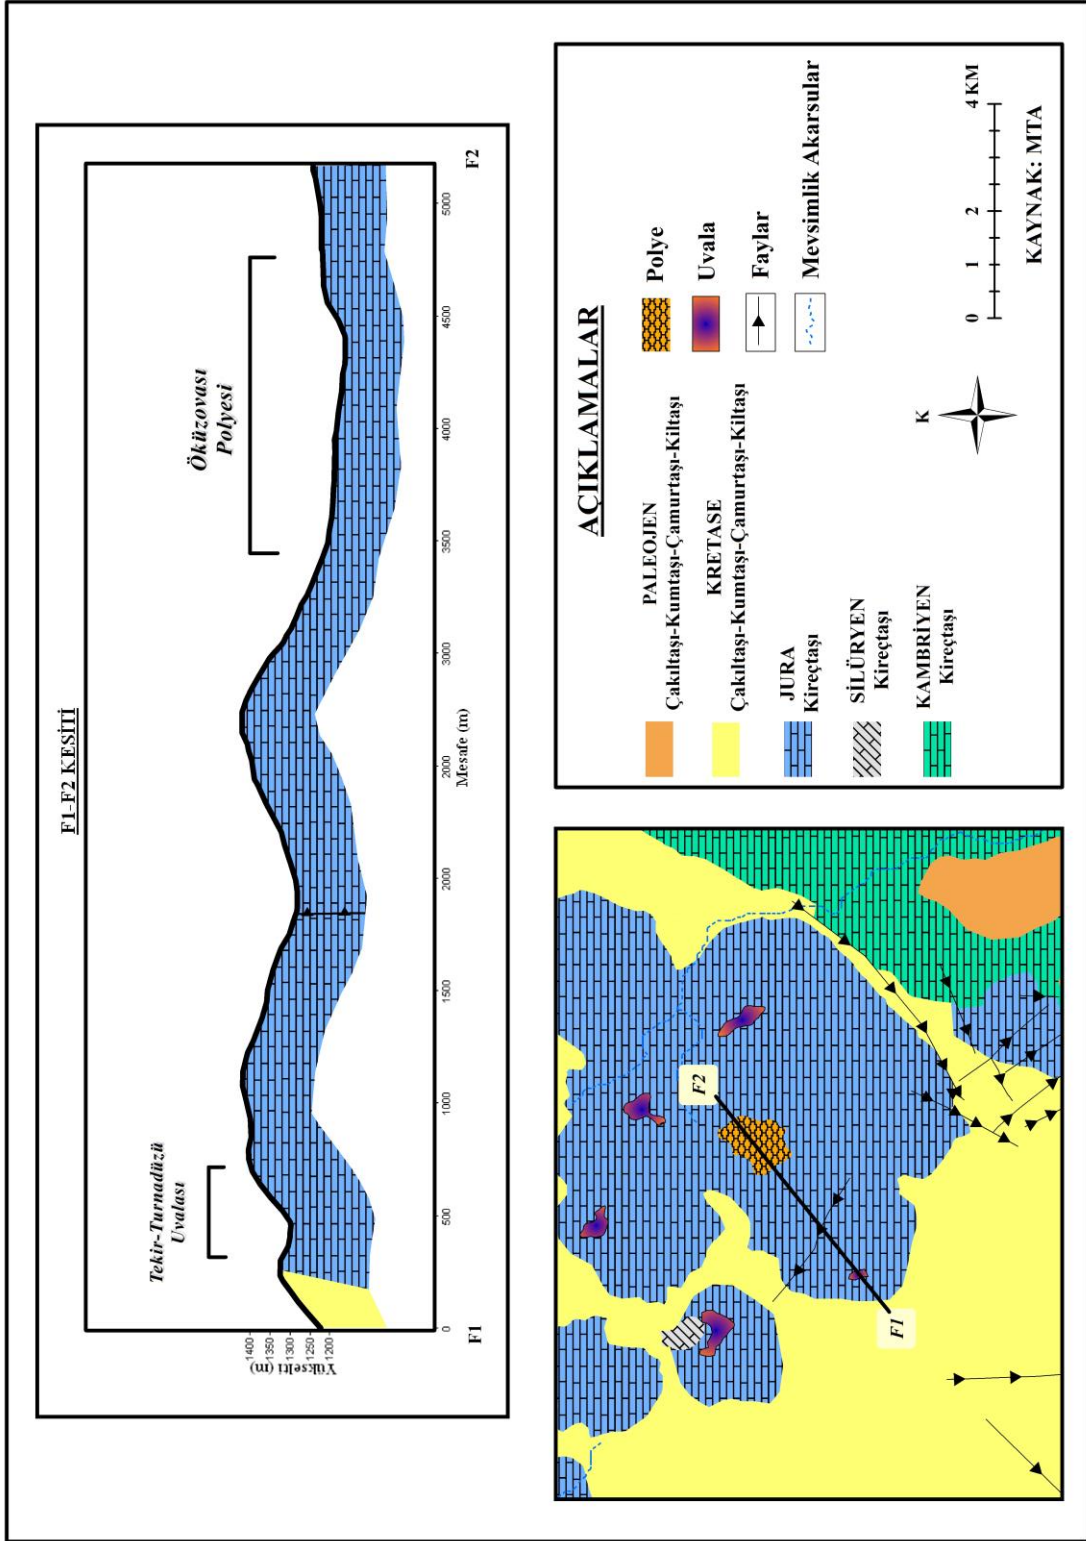 F1-F2 KESİTİ
Tekir-Turnadüzü
Uvalası
Öküzovası
Polyesi
Yükselti (m)
1400
1350
1300
1250
1200
0
500
1000
1500
2000
2500
3000
3500
4000
4500
5000
Mesafe (m)
F1
F2
F1
F2
AÇIKLAMALAR
PALEOJEN
Çakıltaşı-Kumtaşı-Çamurtaşı-Kiltaşı
KRETASE
Çakıltaşı-Kumtaşı-Çamurtaşı-Kiltaşı
JURA
Kireçtaşı
SİLÜRYEN
Kireçtaşı
KAMBRİYEN
Kireçtaşı
Polye
Uvala
Faylar
Mevsimlik Akarsular
K
0 1 2 4 KM
KAYNAK: MTA